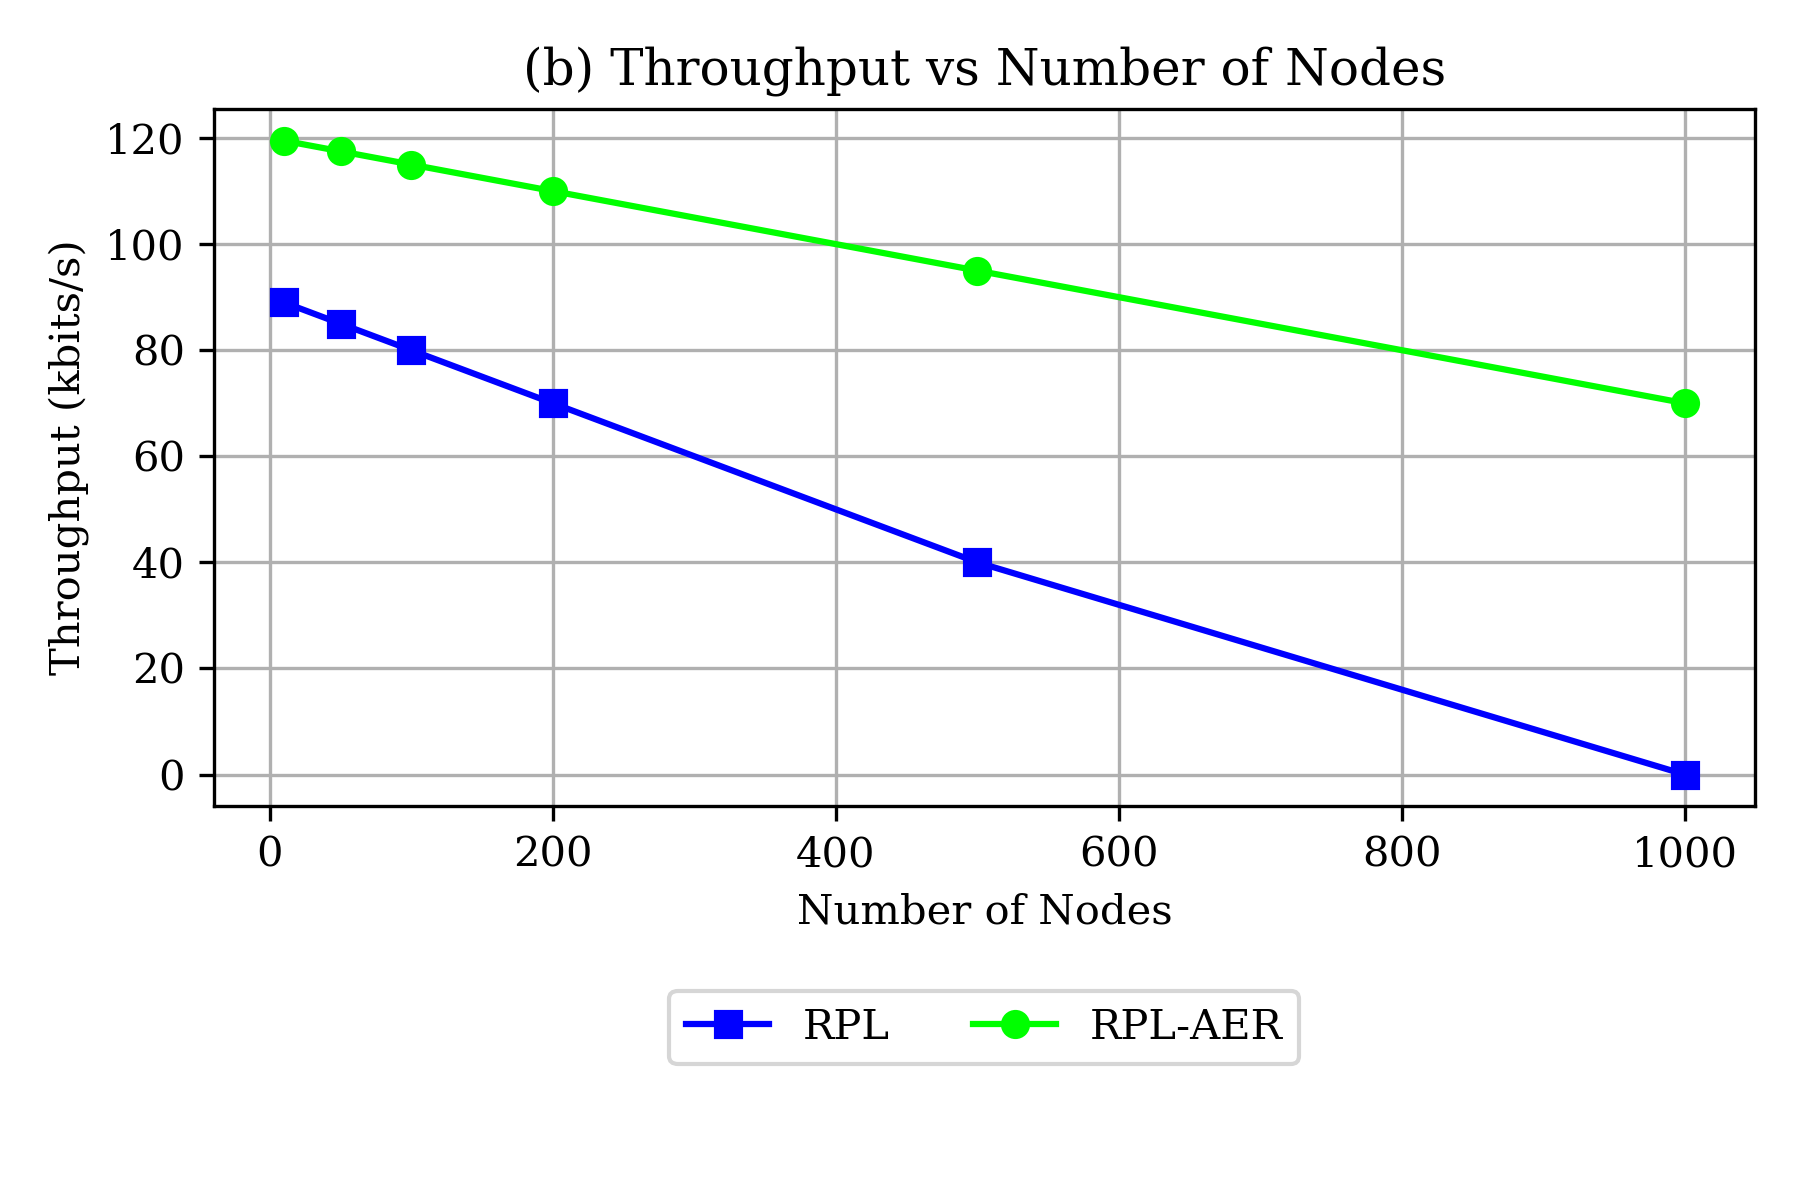 (b) Throughput vs Number of Nodes
Throughput (kbits/s)
120
100
80
60
40
20
0
0 200 400 600 800 1000
Number of Nodes
RPL RPL-AER